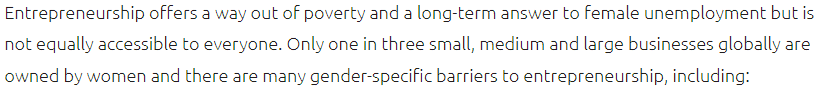 Entrepreneurship offers a way out of poverty and a long-term answer to female unemployment but is
not equally accessible to everyone. Only one in three small, medium and large businesses globally are
owned by women and there are many gender-specific barriers to entrepreneurship, including: